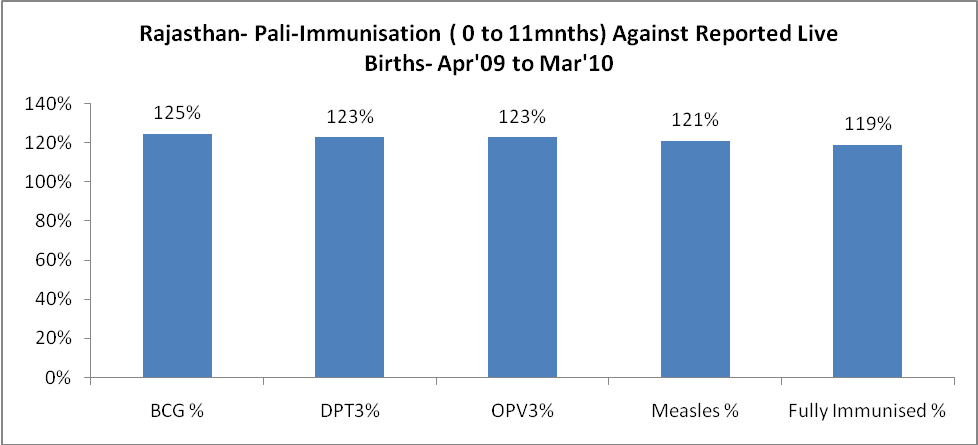 Rajasthan- Pali-Immunisation ( 0 to 11mnths) Against Reported Live
Births- Apr'09 to Mar'10
140%
120%
100%
80%
60%
40%
20%
0%
125%
123%
123%
121%
119%
BCG %
DPT3%
OPV3%
Measles %
Fully Immunised %